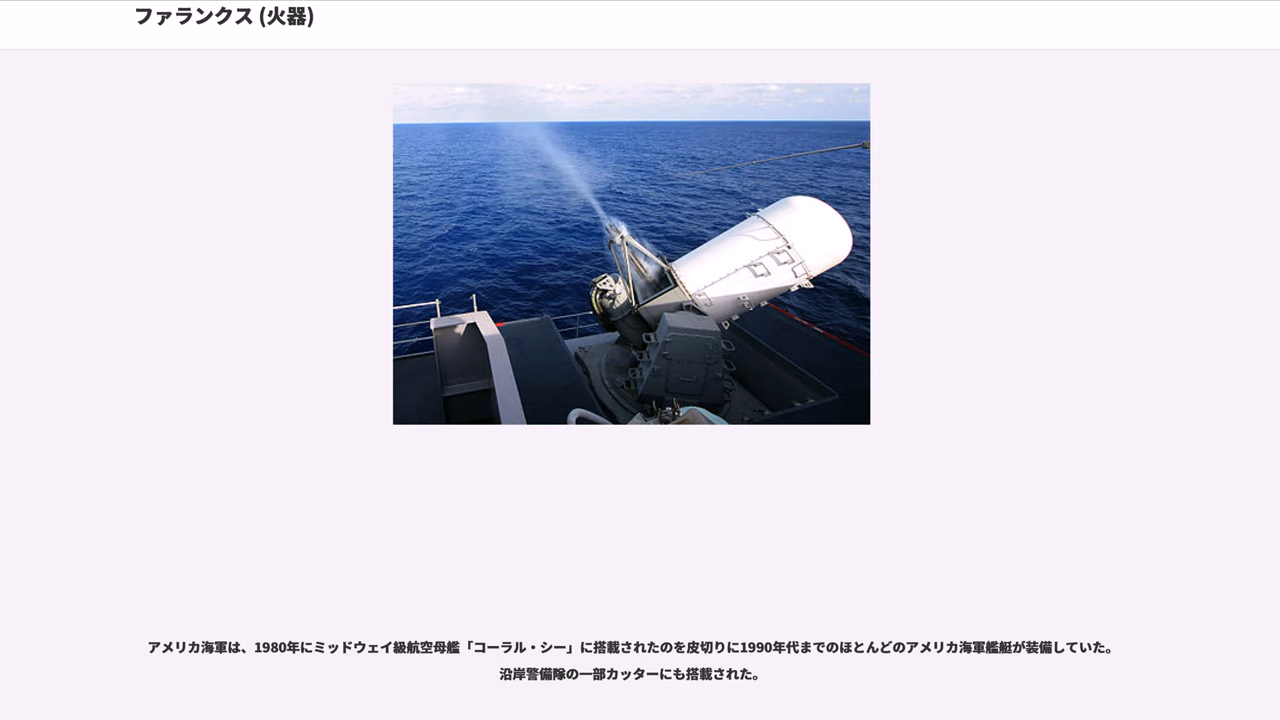 ファランクス (火器)
アメリカ海軍は、1980年にミッドウェイ級航空母艦「コーラル・シー」に搭載されたのを皮切りに1990年代までのほとんどのアメリカ海軍艦艇が装備していた。
沿岸警備隊の一部カッターにも搭載された。